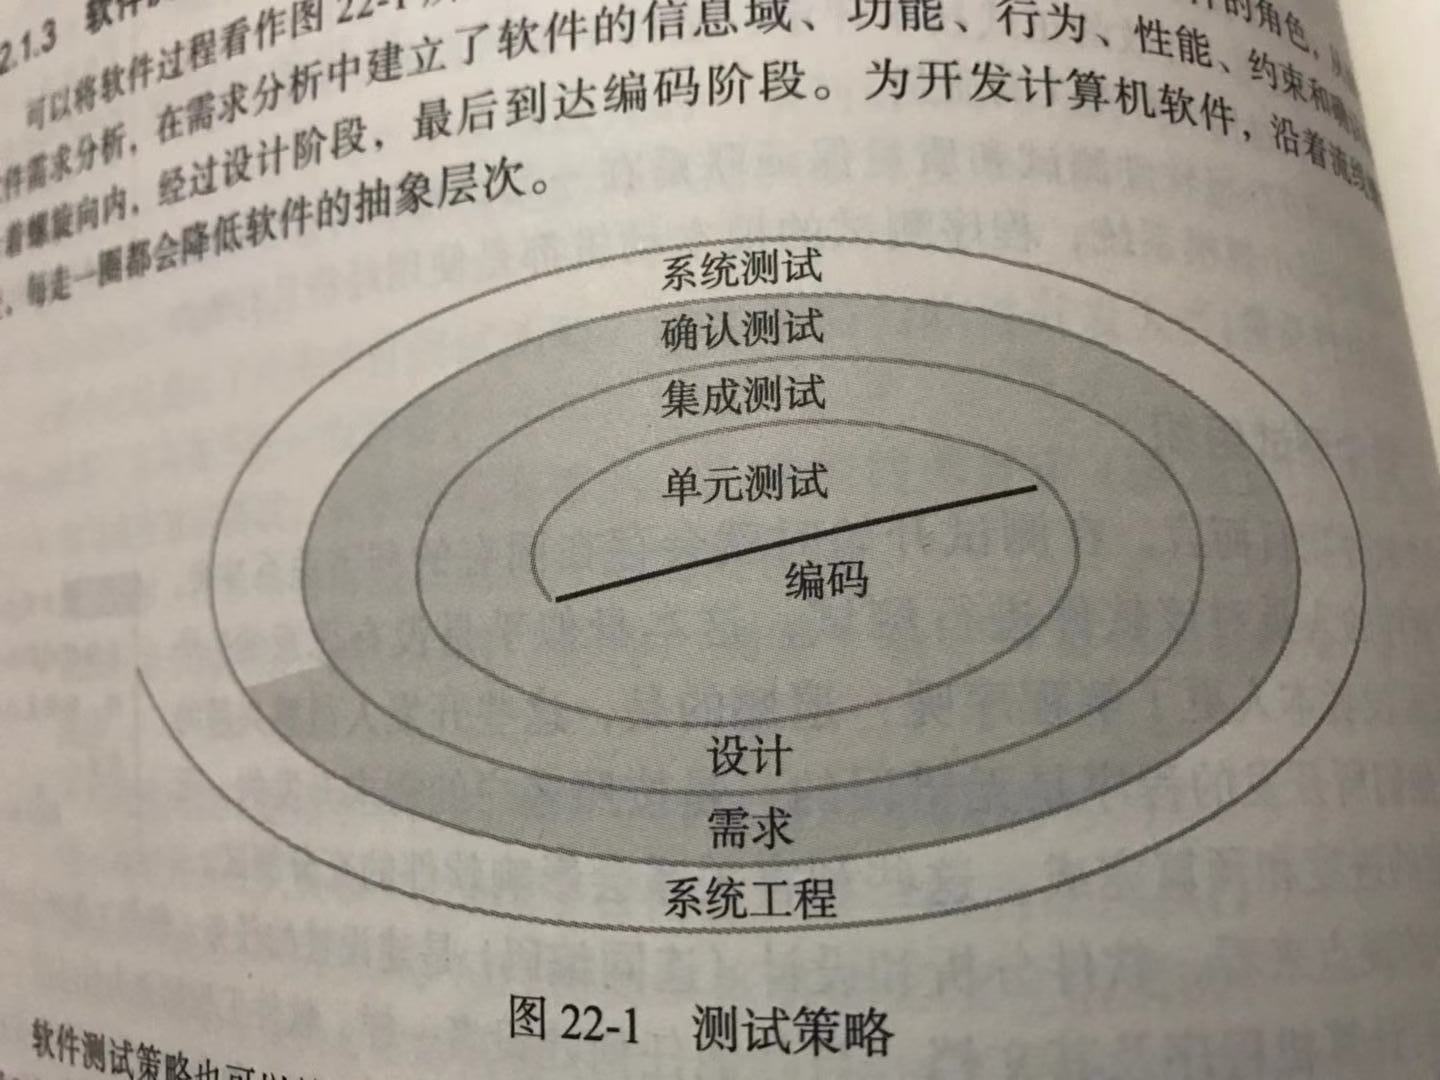 2.1.3 软件
可以将软件过程看作图 22-1
件的角色，从
件需求分析，在需求分析中建立了软件的信息域、功能、行为、性能、约束和确
着螺旋向内，经过设计阶段，最后到达编码阶段。为开发计算机软件，沿着流线
，每走一圈都会降低软件的抽象层次。
系统测试
确认测试
集成测试
单元测试
编码
设计
需求
系统工程
图 22-1 测试策略
软件测试策略也可以